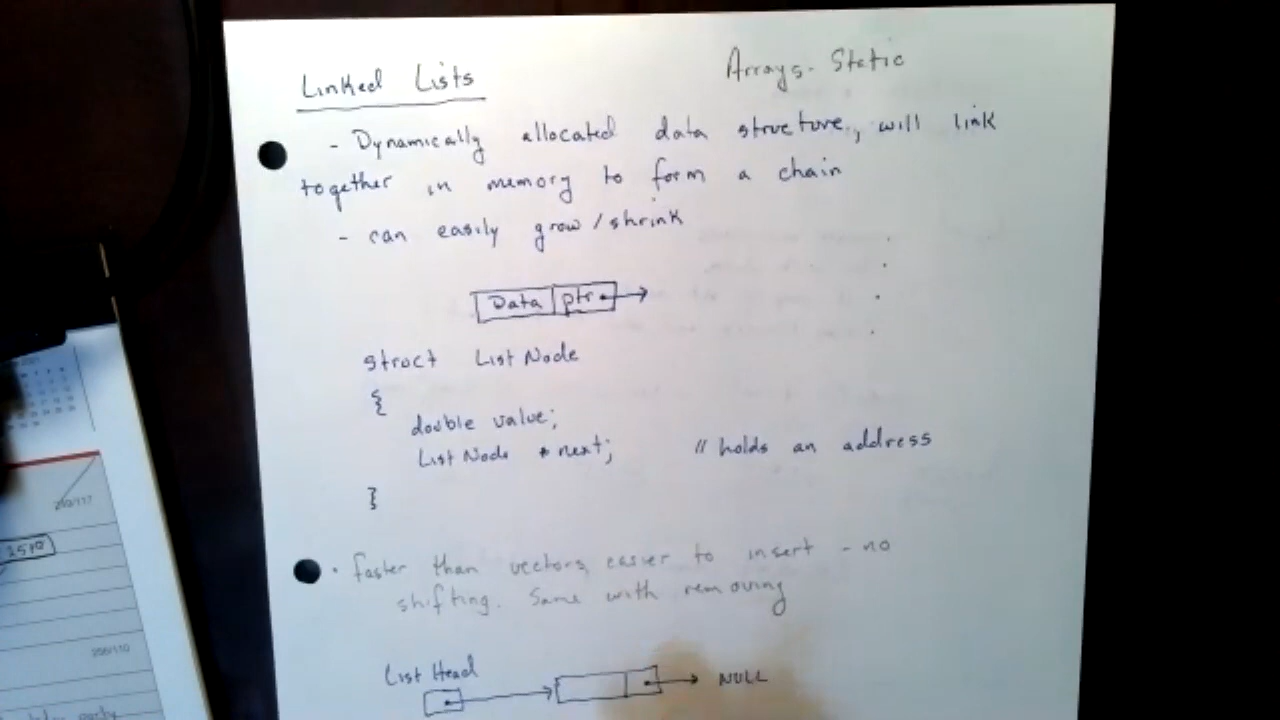 Linked Lists
Arrays - Static
- Dynamically allocated data structure, will link
together in memory to form a chain
- can easily grow/shrink
Data ptr
struct ListNode
{
double value;
ListNode *next; // holds an address
}
• faster than vectors, easier to insert - no
shifting. Same with removing
List Head
NULL